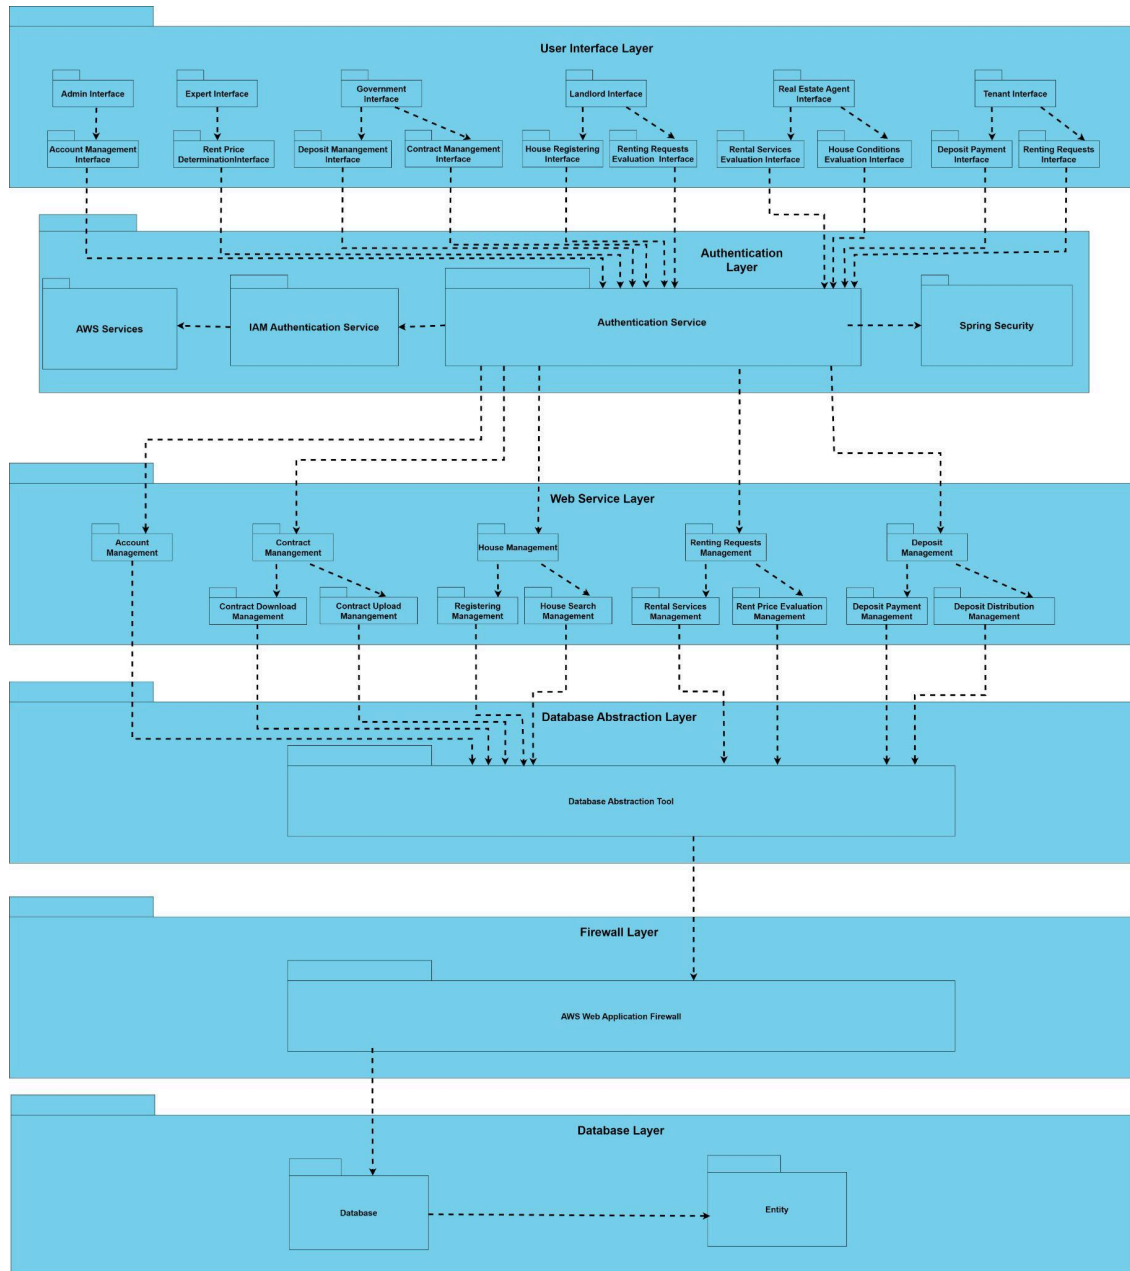 User Interface Layer
Admin Interface
Expert Interface
Government
Interface
Landlord Interface
Real Estate Agent
Interface
Tenant Interface
Account Management
Interface
Rent Price
DeterminationInterface
Deposit Management
Interface
Contract Management
Interface
House Registering
Interface
Renting Requests
Evaluation Interface
Rental Services
Evaluation Interface
House Conditions
Evaluation Interface
Deposit Payment
Interface
Renting Requests
Interface
Authentication
Layer
AWS Services
IAM Authentication Service
Authentication Service
Spring Security
Web Service Layer
Account
Management
Contract
Manangement
House Management
Renting Requests
Management
Deposit
Management
Contract Download
Management
Contract Upload
Management
Registering
Management
House Search
Management
Rental Services
Management
Rent Price Evaluation
Management
Deposit Payment
Management
Deposit Distribution
Management
Database Abstraction Layer
Database Abstraction Tool
Firewall Layer
AWS Web Application Firewall
Database Layer
Database
Entity